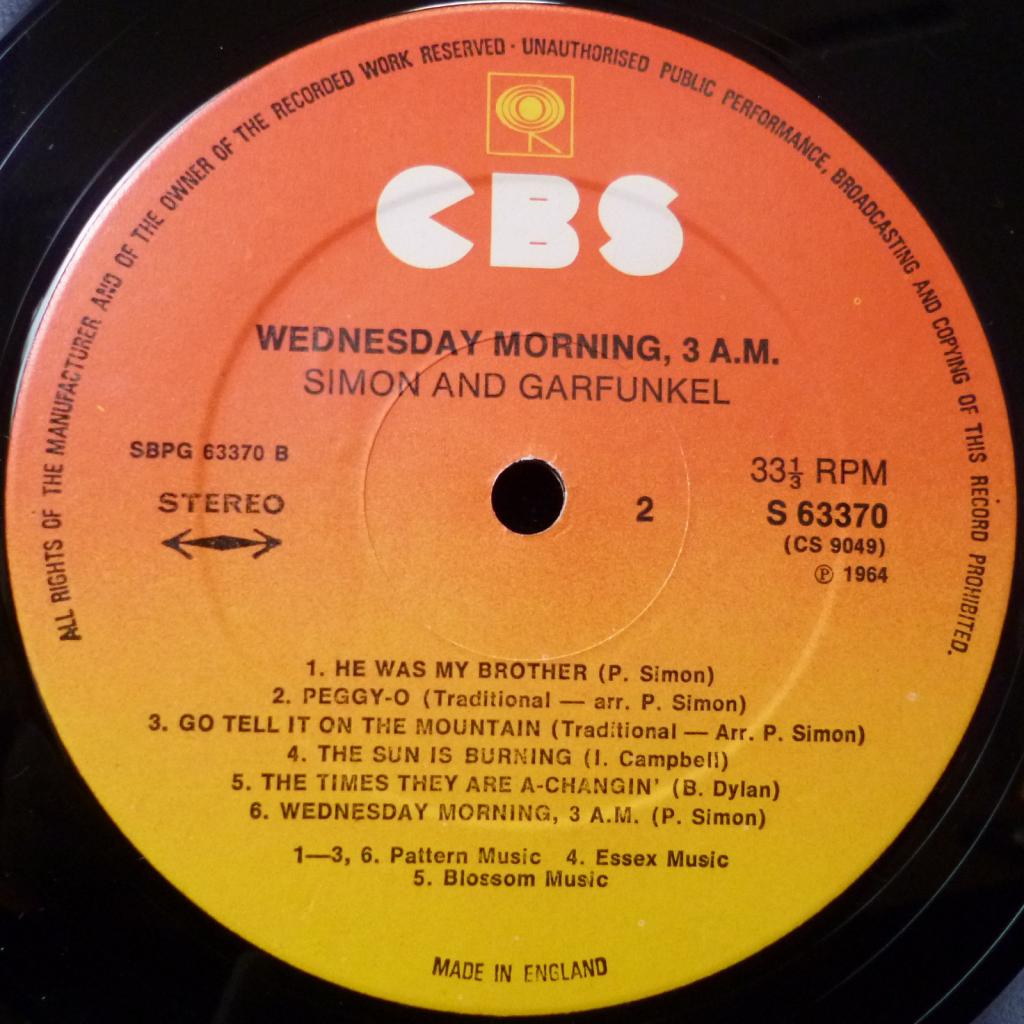 ALL RIGHTS OF THE MANUFACTURER AND OF THE OWNER OF THE RECORDED WORK RESERVED · UNAUTHORISED PUBLIC PERFORMANCE, BROADCASTING AND COPYING OF THIS RECORD PROHIBITED.
CBS
WEDNESDAY MORNING, 3 A.M.
SIMON AND GARFUNKEL
SBPG 63370 B
STEREO
2
33⅓ RPM
S 63370
(CS 9049)
℗ 1964
1. HE WAS MY BROTHER (P. Simon)
2. PEGGY-O (Traditional — arr. P. Simon)
3. GO TELL IT ON THE MOUNTAIN (Traditional — Arr. P. Simon)
4. THE SUN IS BURNING (I. Campbell)
5. THE TIMES THEY ARE A-CHANGIN' (B. Dylan)
6. WEDNESDAY MORNING, 3 A.M. (P. Simon)
1—3, 6. Pattern Music 4. Essex Music
5. Blossom Music
MADE IN ENGLAND